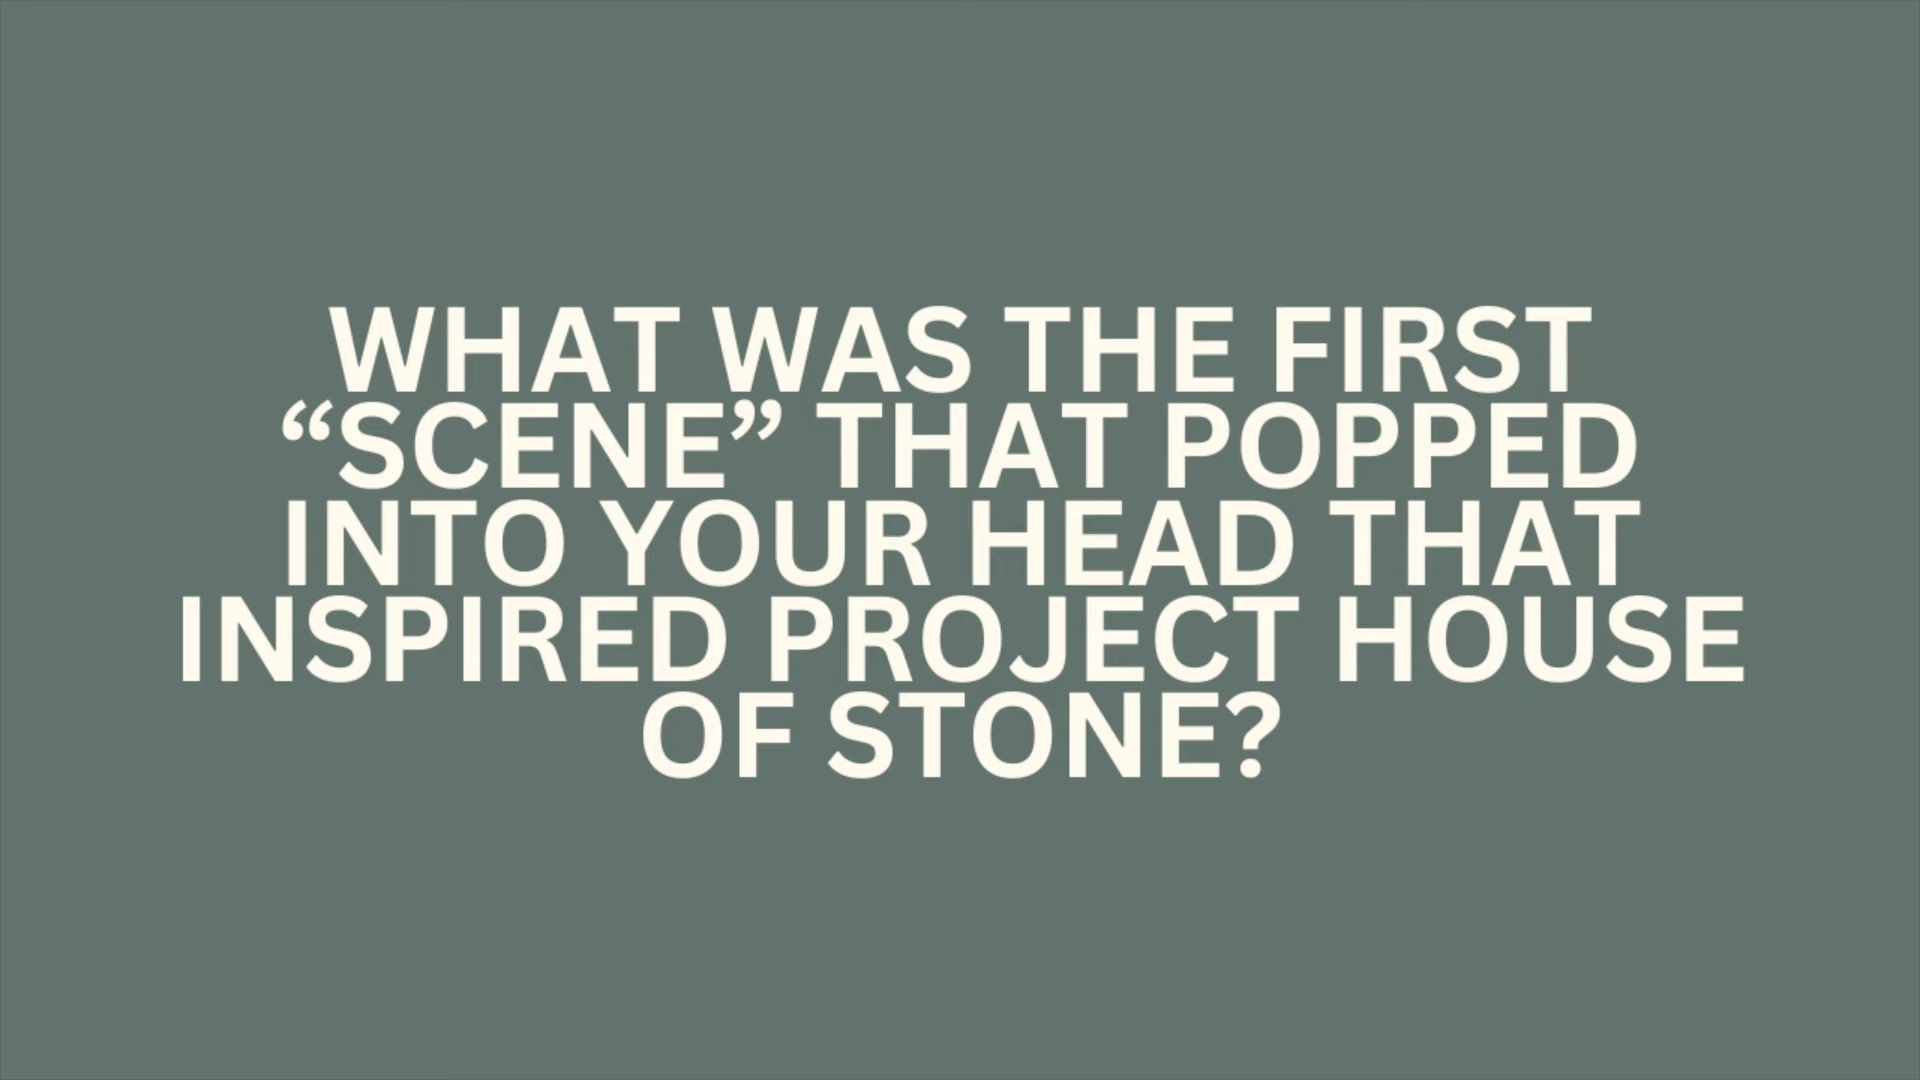 WHAT WAS THE FIRST
“SCENE” THAT POPPED
INTO YOUR HEAD THAT
INSPIRED PROJECT HOUSE
OF STONE?